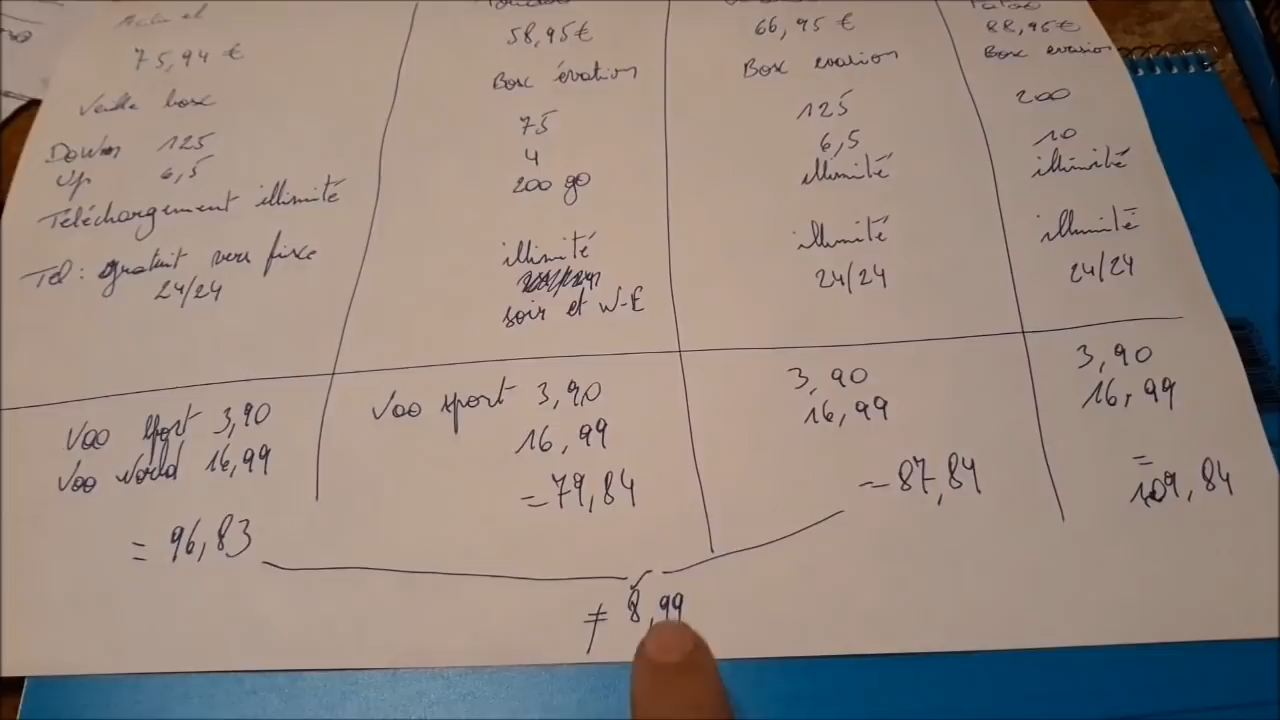 75,94 €
Vieille boxe
Down 125
Up 6,5
Téléchargement illimité
Tel : gratuit vers fixe
24/24
Voo sport 3,90
Voo world 16,99
= 96,83
58,95 €
Box évation
75
4
200 go
illimité
soir et W-E
Voo sport 3,90
16,99
= 79,84
66,95 €
Box evasion
125
6,5
illimité
illimité
24/24
3,90
16,99
= 87,84
88,95 €
Box evasion
200
10
illimité
illimité
24/24
3,90
16,99
=
109,84
≠ 8,99